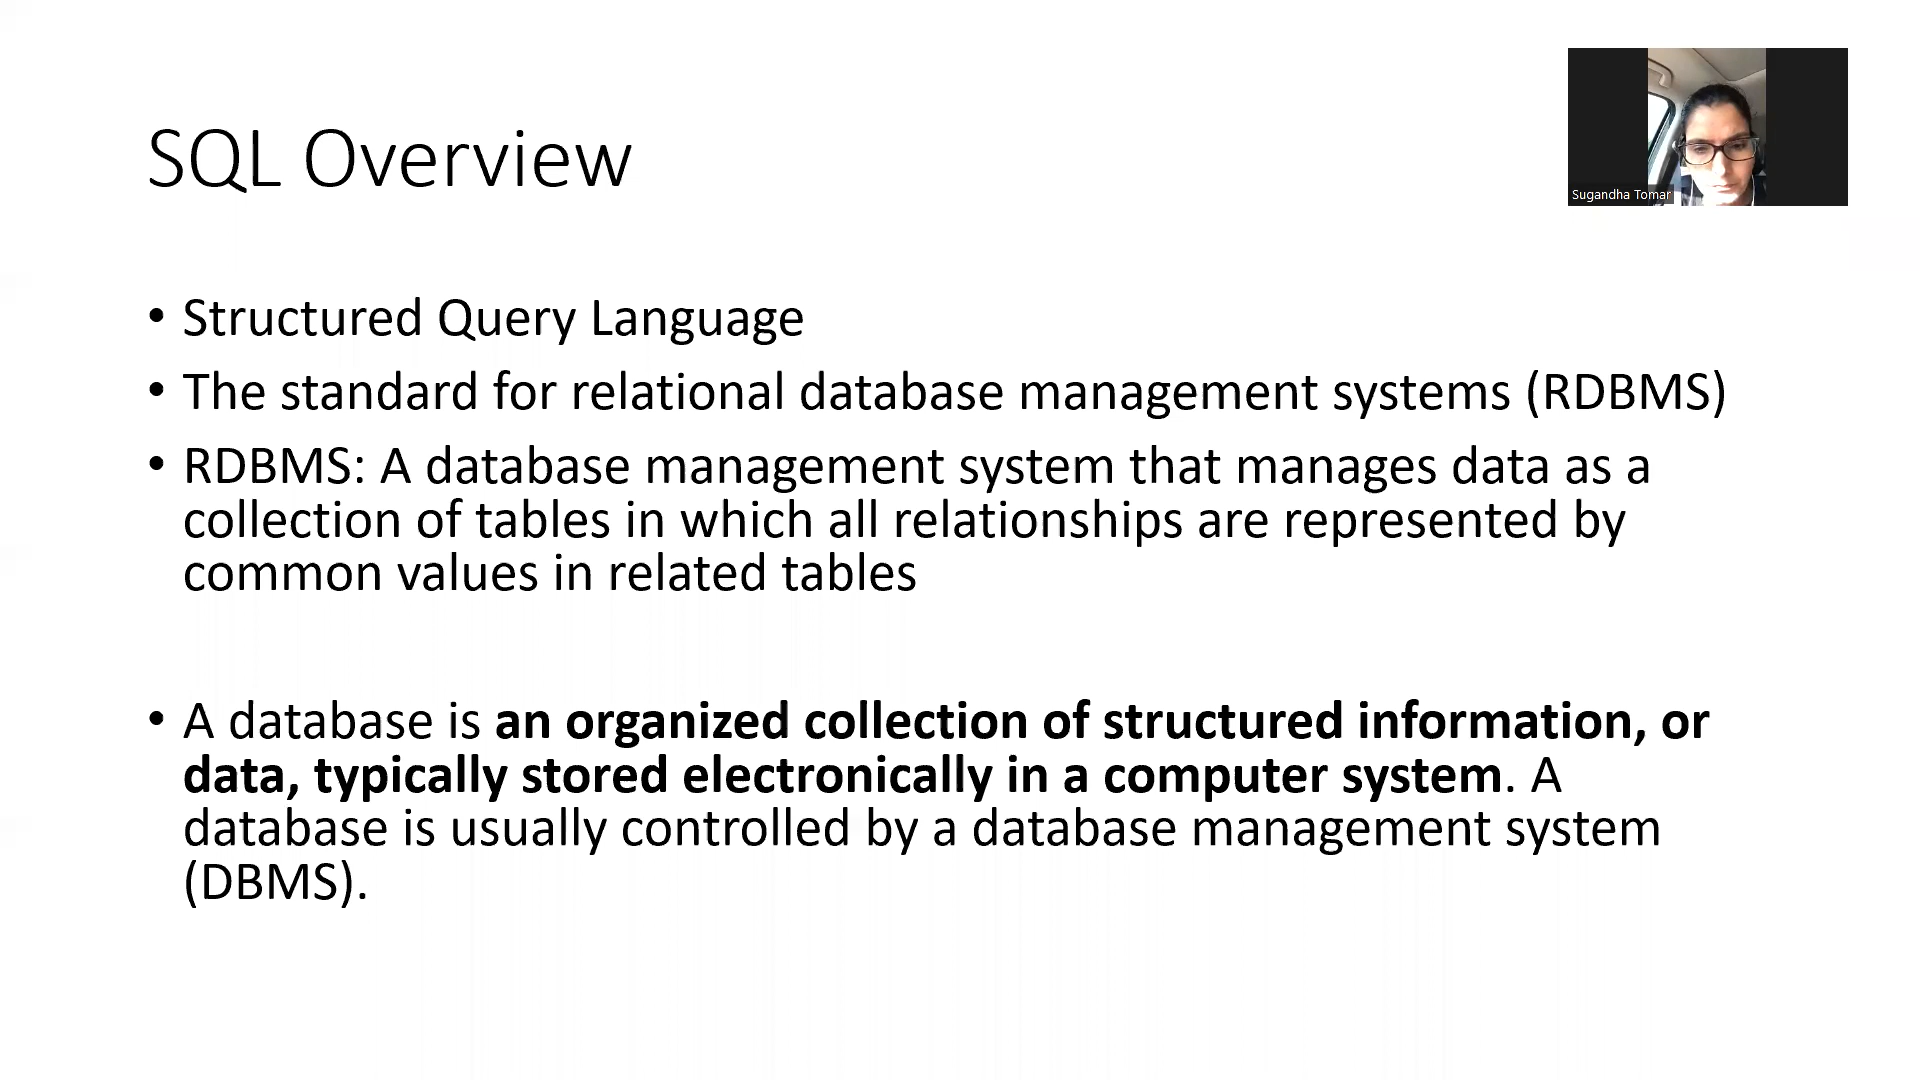 SQL Overview
Sugandha Tomar
• Structured Query Language
• The standard for relational database management systems (RDBMS)
• RDBMS: A database management system that manages data as a
collection of tables in which all relationships are represented by
common values in related tables
• A database is an organized collection of structured information, or
data, typically stored electronically in a computer system. A
database is usually controlled by a database management system
(DBMS).